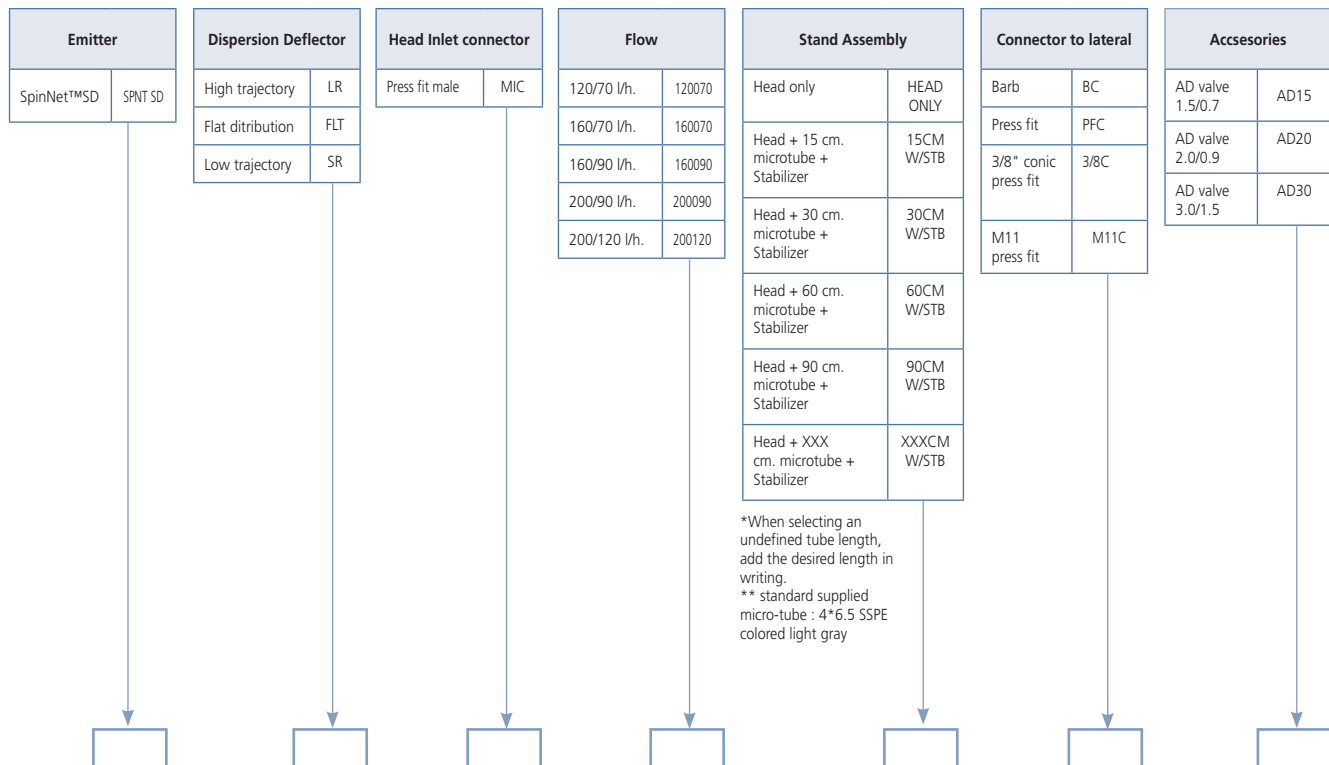 Emitter
SpinNet™SD SPNT SD
Dispersion Deflector
High trajectory LR
Flat ditribution FLT
Low trajectory SR
Head Inlet connector
Press fit male MIC
Flow
120/70 l/h. 120070
160/70 l/h. 160070
160/90 l/h. 160090
200/90 l/h. 200090
200/120 l/h. 200120
Stand Assembly
Head only HEAD
ONLY
Head + 15 cm. 15CM
microtube + W/STB
Stabilizer
Head + 30 cm. 30CM
microtube + W/STB
Stabilizer
Head + 60 cm. 60CM
microtube + W/STB
Stabilizer
Head + 90 cm. 90CM
microtube + W/STB
Stabilizer
Head + XXX XXXCM
cm. microtube + W/STB
Stabilizer
*When selecting an
undefined tube length,
add the desired length in
writing.
** standard supplied
micro-tube : 4*6.5 SSPE
colored light gray
Connector to lateral
Barb BC
Press fit PFC
3/8" conic 3/8C
press fit
M11 M11C
press fit
Accsesories
AD valve AD15
1.5/0.7
AD valve AD20
2.0/0.9
AD valve AD30
3.0/1.5